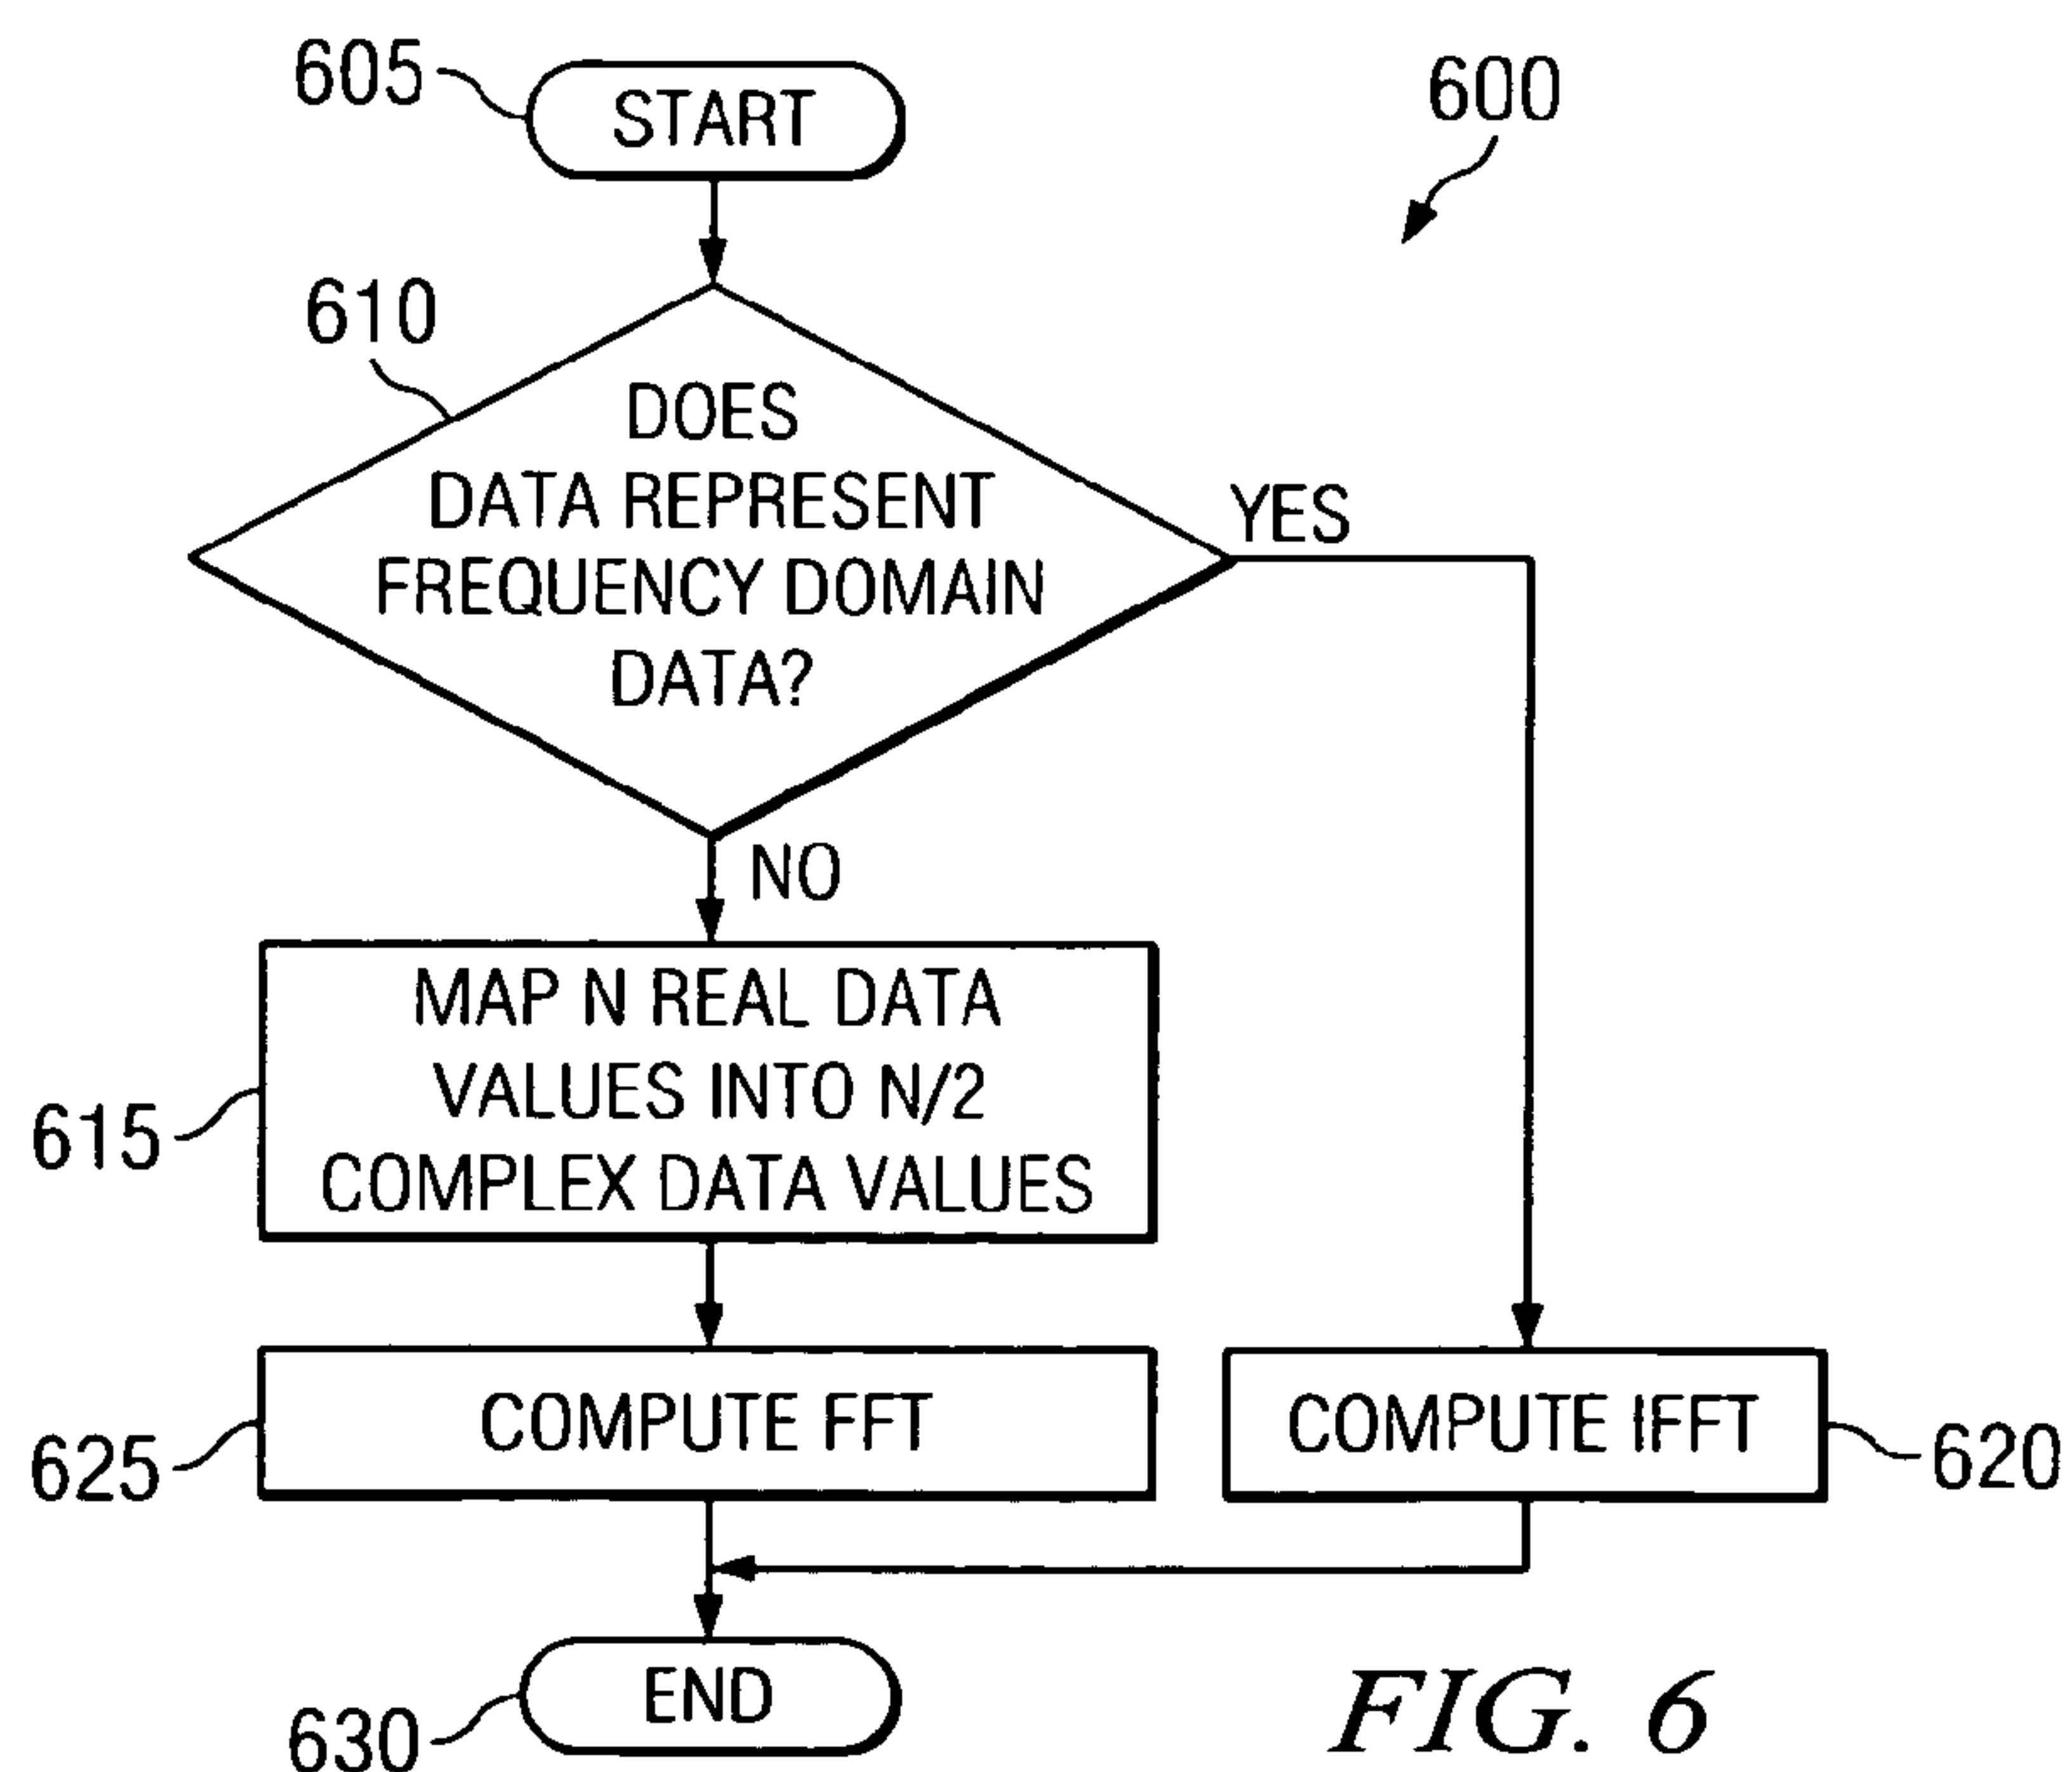 605
START
600
610
DOES
DATA REPRESENT
FREQUENCY DOMAIN
DATA?
YES
NO
MAP N REAL DATA
VALUES INTO N/2
COMPLEX DATA VALUES
615
COMPUTE FFT
625
COMPUTE IFFT
620
END
630
FIG. 6